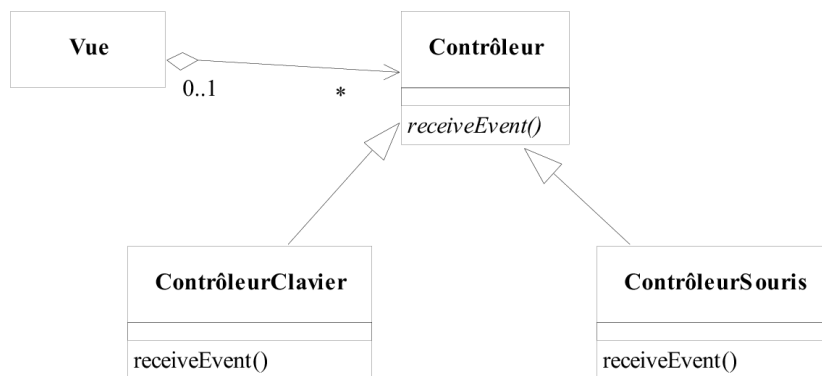 Vue
Contrôleur
0..1
*
receiveEvent()
ContrôleurClavier
ContrôleurSouris
receiveEvent()
receiveEvent()